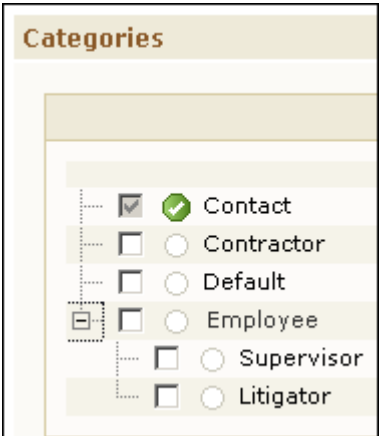 Categories
Contact
Contractor
Default
Employee
Supervisor
Litigator